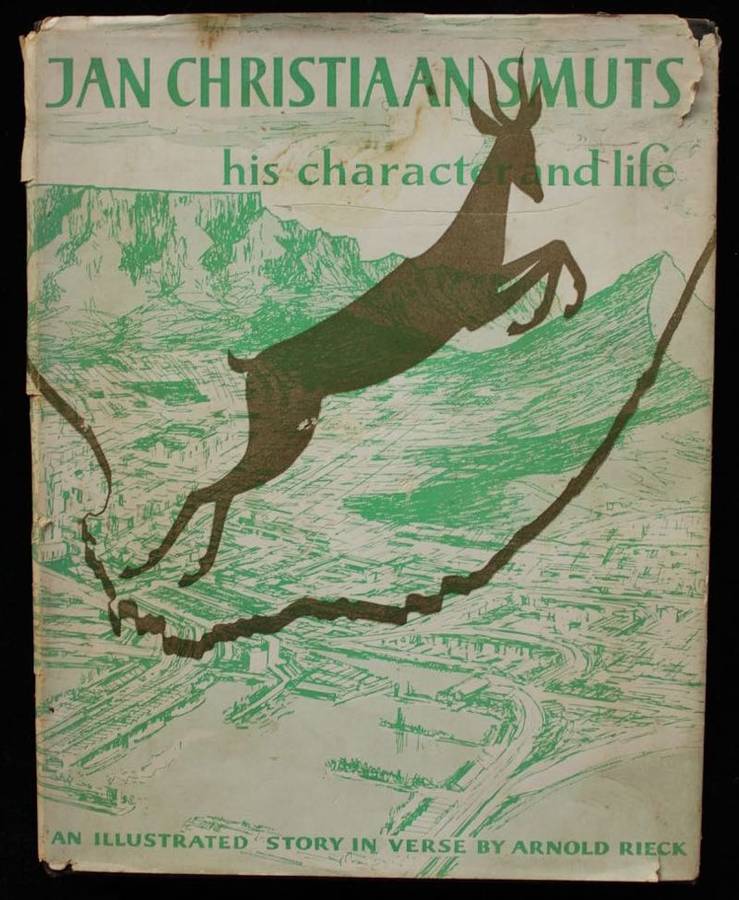 JAN CHRISTIAAN SMUTS
his character and life
AN ILLUSTRATED STORY IN VERSE BY ARNOLD RIECK